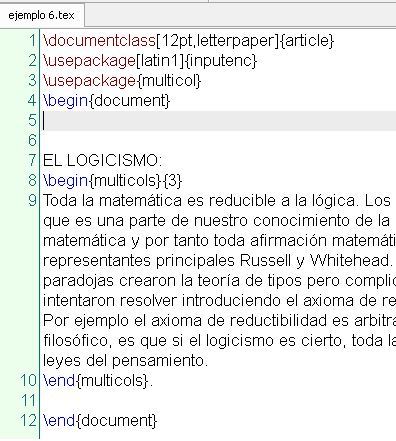 ejemplo 6.tex
1 \documentclass[12pt,letterpaper]{article}
2 \usepackage[latin1]{inputenc}
3 \usepackage{multicol}
4 \begin{document}
5
6
7 EL LOGICISMO:
8 \begin{multicols}{3}
9 Toda la matemática es reducible a la lógica. Los
que es una parte de nuestro conocimiento de la
matemática y por tanto toda afirmación matemáti
representantes principales Russell y Whitehead.
paradojas crearon la teoría de tipos pero complic
intentaron resolver introduciendo el axioma de re
Por ejemplo el axioma de reductibilidad es arbitra
filosófico, es que si el logicismo es cierto, toda la
leyes del pensamiento.
10 \end{multicols}.
11
12 \end{document}